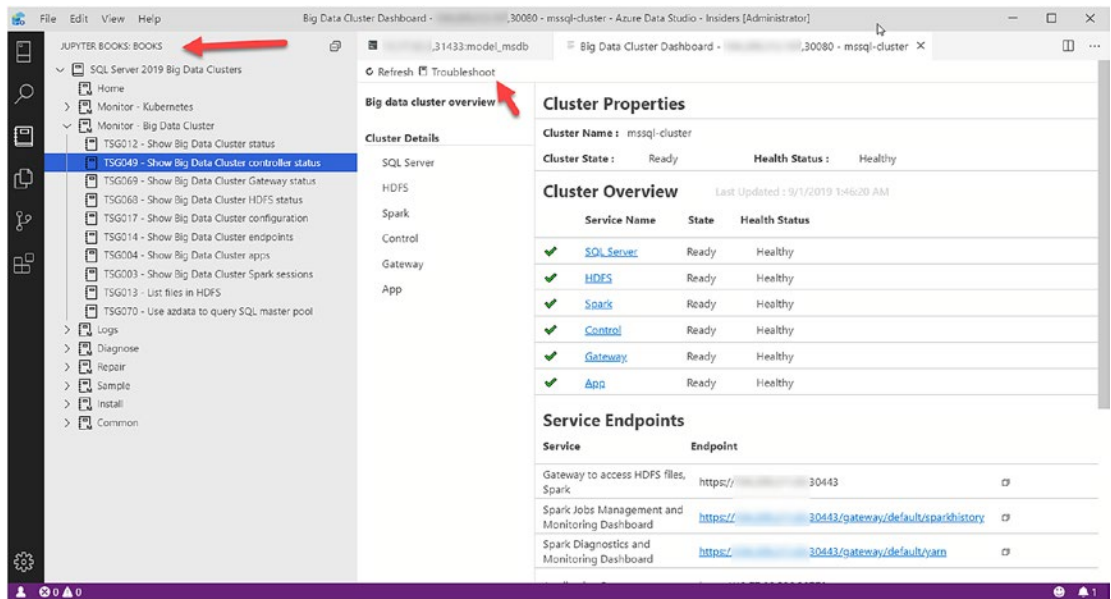 File Edit View Help
Big Data Cluster Dashboard - ,30080 - mssql-cluster - Azure Data Studio - Insiders [Administrator]
JUPYTER BOOKS: BOOKS
SQL Server 2019 Big Data Clusters
Home
Monitor - Kubernetes
Monitor - Big Data Cluster
TSG012 - Show Big Data Cluster status
TSG049 - Show Big Data Cluster controller status
TSG069 - Show Big Data Cluster Gateway status
TSG068 - Show Big Data Cluster HDFS status
TSG017 - Show Big Data Cluster configuration
TSG014 - Show Big Data Cluster endpoints
TSG004 - Show Big Data Cluster apps
TSG003 - Show Big Data Cluster Spark sessions
TSG013 - List files in HDFS
TSG070 - Use azdata to query SQL master pool
Logs
Diagnose
Repair
Sample
Install
Common
,31433:model_msdb
Big Data Cluster Dashboard - ,30080 - mssql-cluster
Refresh Troubleshoot
Big data cluster overview
Cluster Details
SQL Server
HDFS
Spark
Control
Gateway
App
Cluster Properties
Cluster Name : mssql-cluster
Cluster State : Ready Health Status : Healthy
Cluster Overview Last Updated : 9/1/2019 1:46:20 AM
Service Name State Health Status
SQL Server Ready Healthy
HDFS Ready Healthy
Spark Ready Healthy
Control Ready Healthy
Gateway Ready Healthy
App Ready Healthy
Service Endpoints
Service Endpoint
Gateway to access HDFS files, Spark https:// 30443
Spark Jobs Management and Monitoring Dashboard https:// 30443/gateway/default/sparkhistory
Spark Diagnostics and Monitoring Dashboard https:/ 30443/gateway/default/yarn
0 0
1